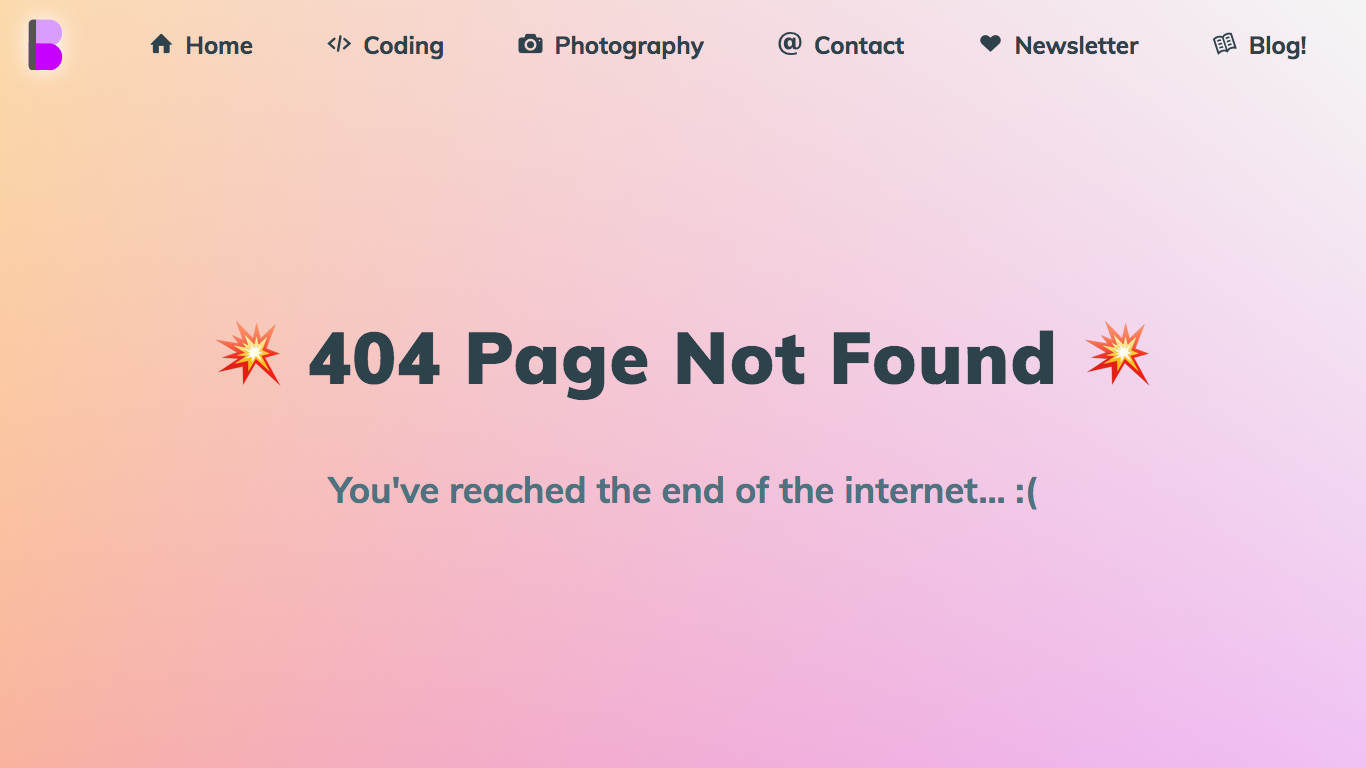 B Home Coding Photography @ Contact Newsletter Blog!
💥 404 Page Not Found 💥
You've reached the end of the internet... :(